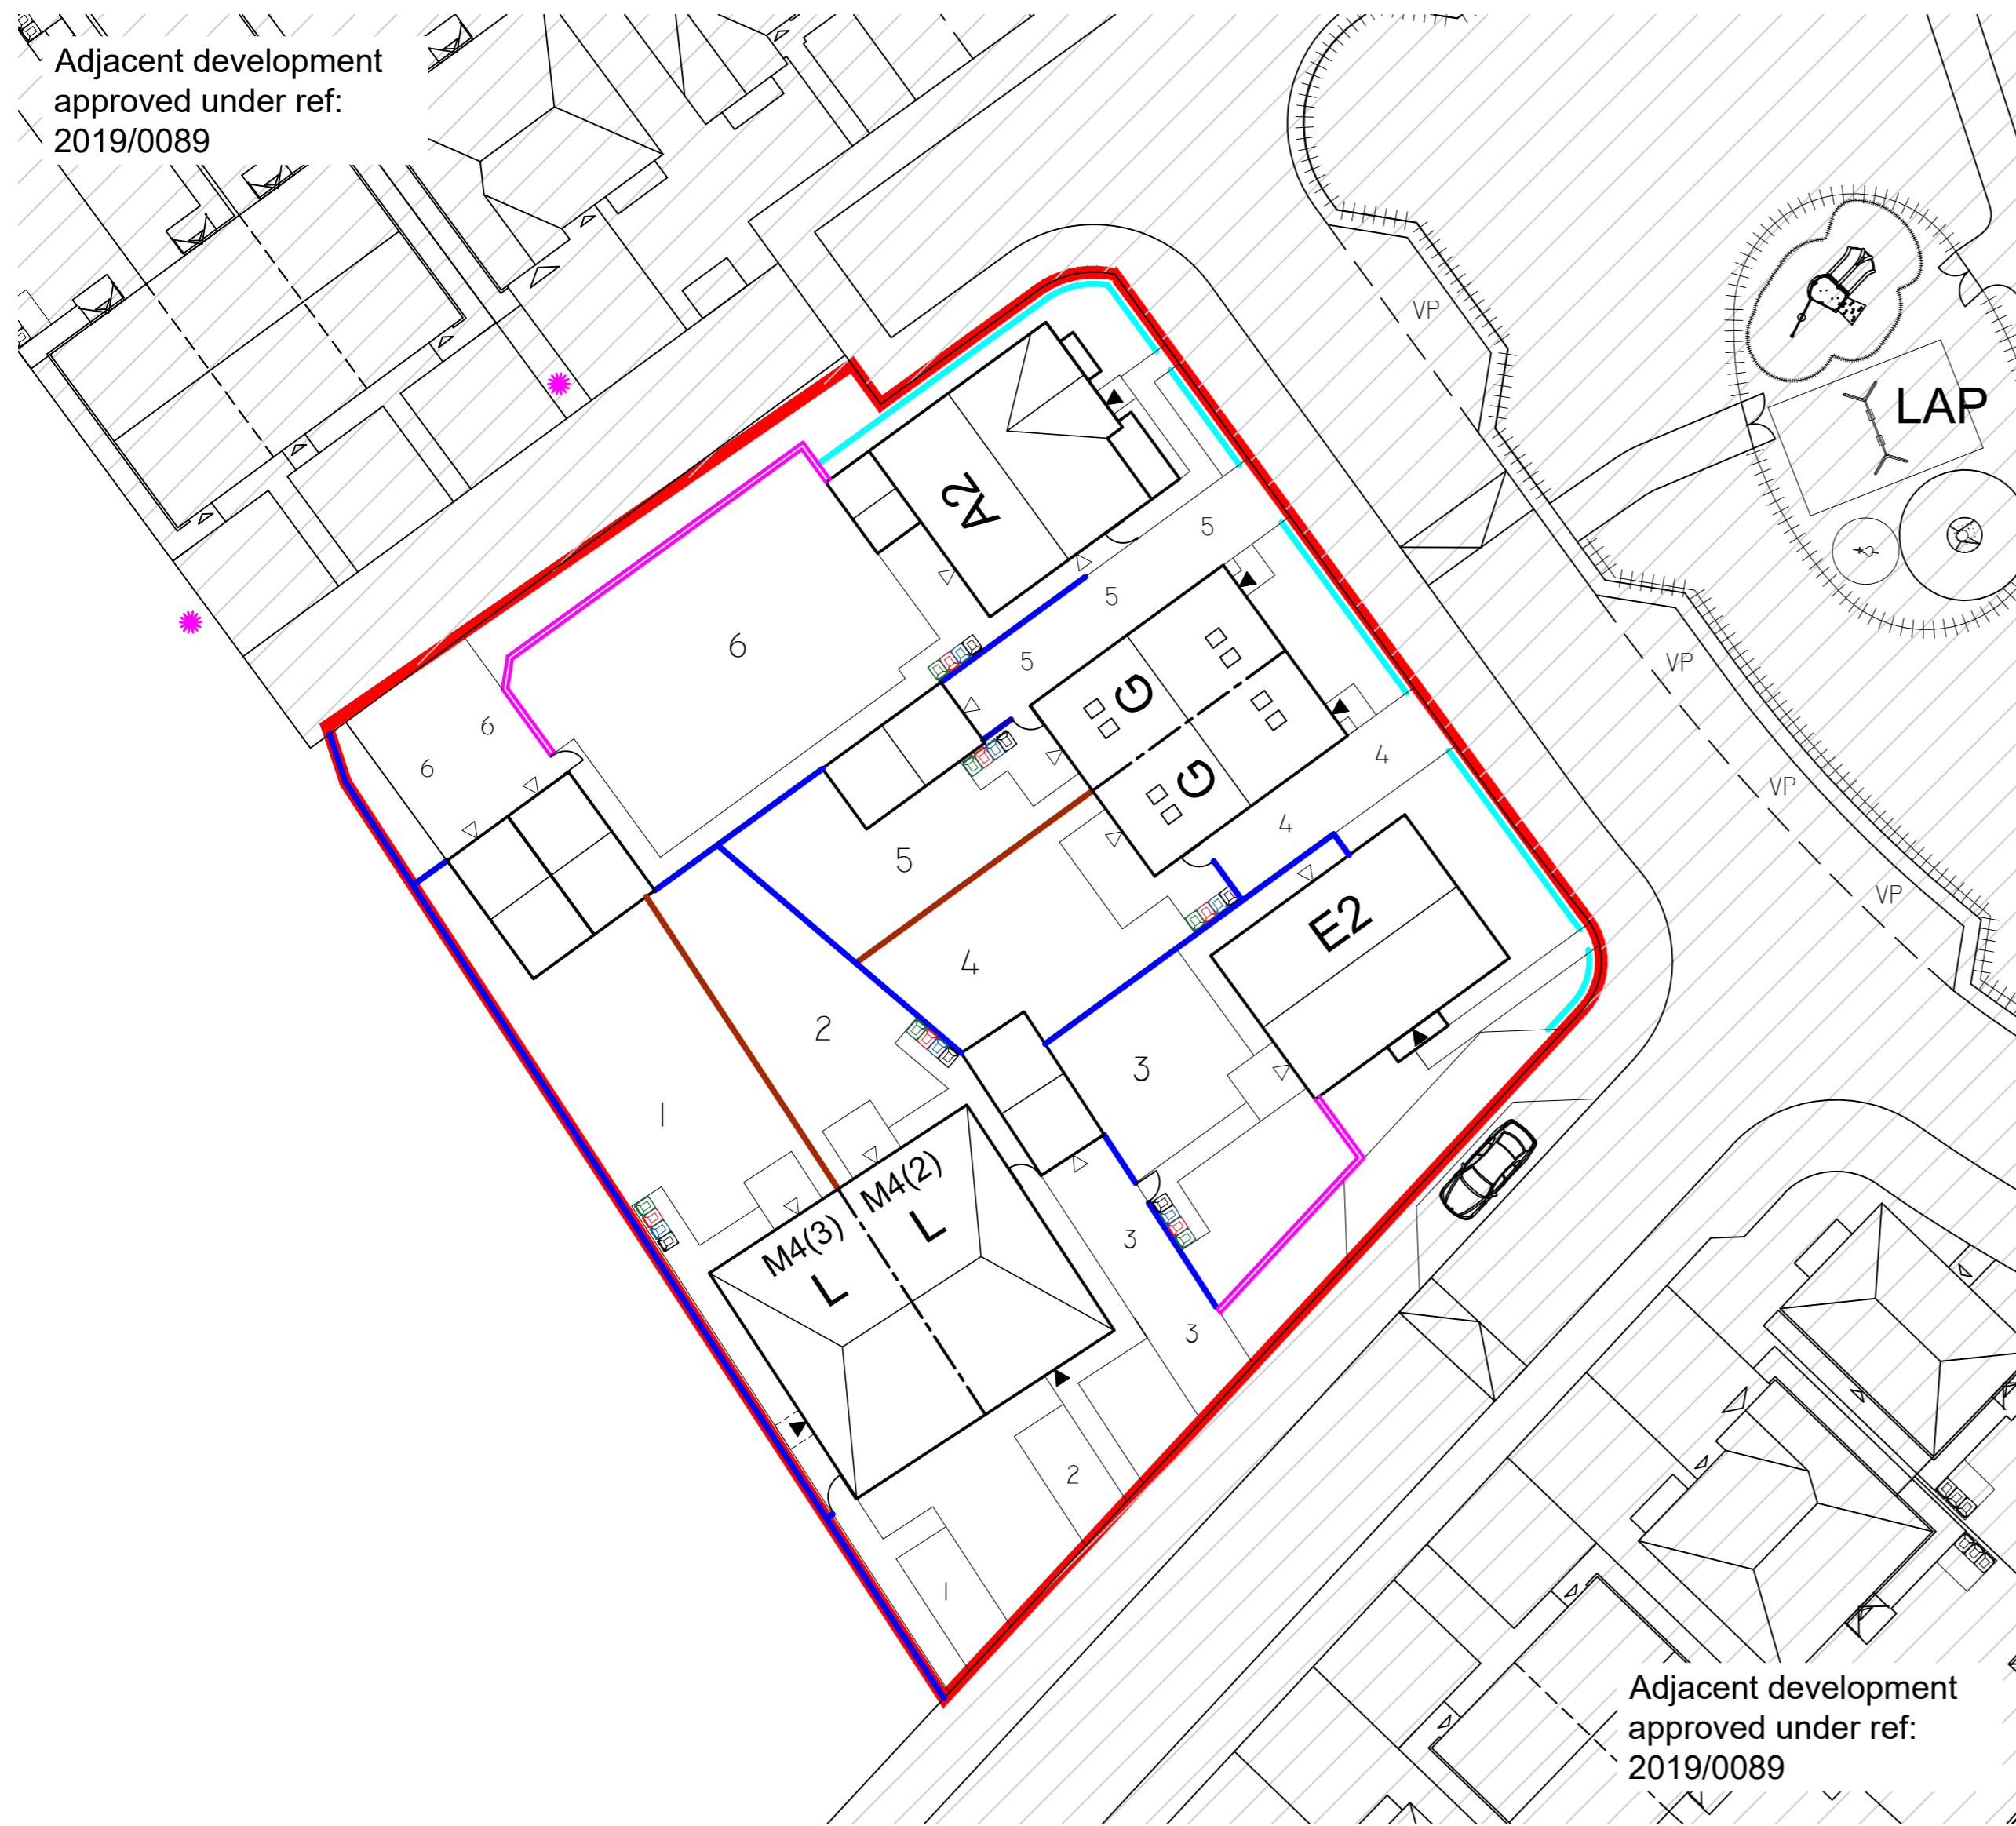 Adjacent development
approved under ref:
2019/0089
VP
LAP
A2
5
5
6
5
VP
G
6
4
6
VP
G
4
5
VP
E2
4
2
3
1
M4(2)
L
M4(3)
L
3
3
2
1
Adjacent development
approved under ref:
2019/0089